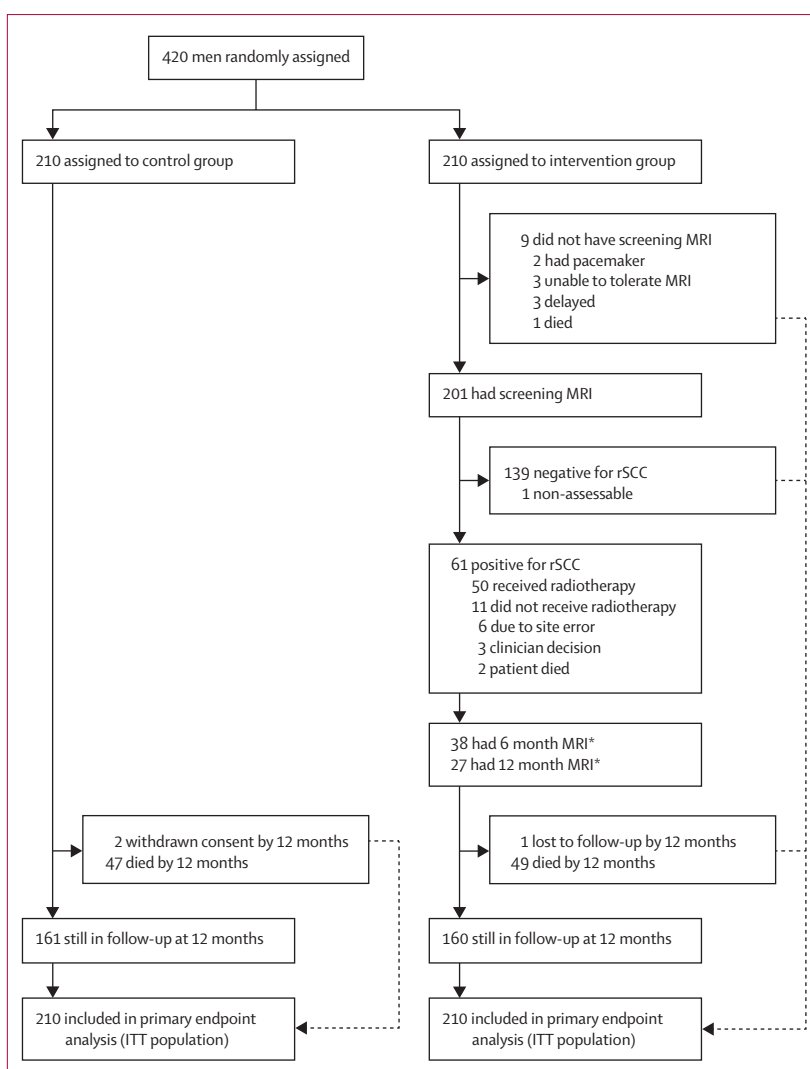 420 men randomly assigned
210 assigned to control group
210 assigned to intervention group
9 did not have screening MRI
2 had pacemaker
3 unable to tolerate MRI
3 delayed
1 died
201 had screening MRI
139 negative for rSCC
1 non-assessable
61 positive for rSCC
50 received radiotherapy
11 did not receive radiotherapy
6 due to site error
3 clinician decision
2 patient died
38 had 6 month MRI*
27 had 12 month MRI*
2 withdrawn consent by 12 months
47 died by 12 months
1 lost to follow-up by 12 months
49 died by 12 months
161 still in follow-up at 12 months
160 still in follow-up at 12 months
210 included in primary endpoint
analysis (ITT population)
210 included in primary endpoint
analysis (ITT population)